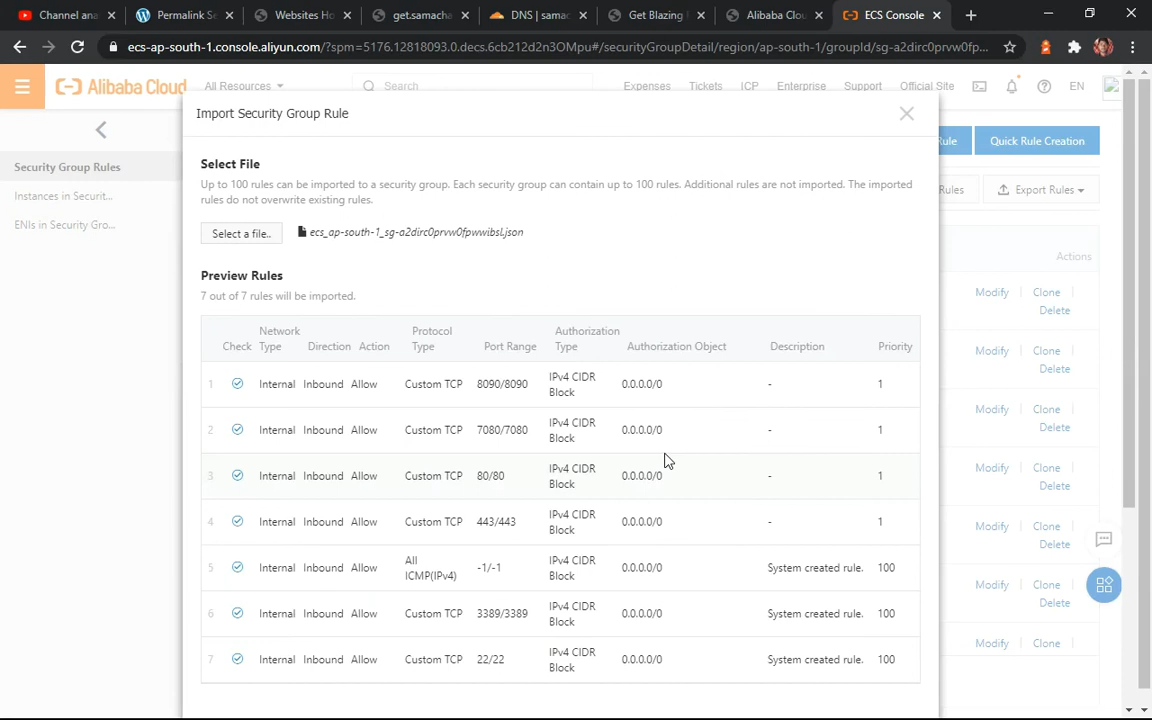 Channel ana
Permalink Se
Websites Ho
get.samacha
DNS | samac
Get Blazing
Alibaba Clou
ECS Console
ecs-ap-south-1.console.aliyun.com/?spm=5176.12818093.0.decs.6cb212d2n3OMpu#/securityGroupDetail/region/ap-south-1/groupId/sg-a2dirc0prvw0fp...
Alibaba Cloud
All Resources
Search
Expenses Tickets ICP Enterprise Support Official Site EN
Import Security Group Rule
Rule
Quick Rule Creation
Security Group Rules
Instances in Securit...
ENIs in Security Gro...
Rules
Export Rules
Select File
Up to 100 rules can be imported to a security group. Each security group can contain up to 100 rules. Additional rules are not imported. The imported
rules do not overwrite existing rules.
Select a file..
ecs_ap-south-1_sg-a2dirc0prvw0fpwwibsl.json
Preview Rules
7 out of 7 rules will be imported.
Check Network Type Direction Action Protocol Type Port Range Authorization Type Authorization Object Description Priority
1 Internal Inbound Allow Custom TCP 8090/8090 IPv4 CIDR Block 0.0.0.0/0 - 1
2 Internal Inbound Allow Custom TCP 7080/7080 IPv4 CIDR Block 0.0.0.0/0 - 1
3 Internal Inbound Allow Custom TCP 80/80 IPv4 CIDR Block 0.0.0.0/0 - 1
4 Internal Inbound Allow Custom TCP 443/443 IPv4 CIDR Block 0.0.0.0/0 - 1
5 Internal Inbound Allow All ICMP(IPv4) -1/-1 IPv4 CIDR Block 0.0.0.0/0 System created rule. 100
6 Internal Inbound Allow Custom TCP 3389/3389 IPv4 CIDR Block 0.0.0.0/0 System created rule. 100
7 Internal Inbound Allow Custom TCP 22/22 IPv4 CIDR Block 0.0.0.0/0 System created rule. 100
Actions
Modify | Clone |
Delete
Modify | Clone |
Delete
Modify | Clone |
Delete
Modify | Clone |
Delete
Modify | Clone |
Delete
Modify | Clone |
Delete
Modify | Clone |